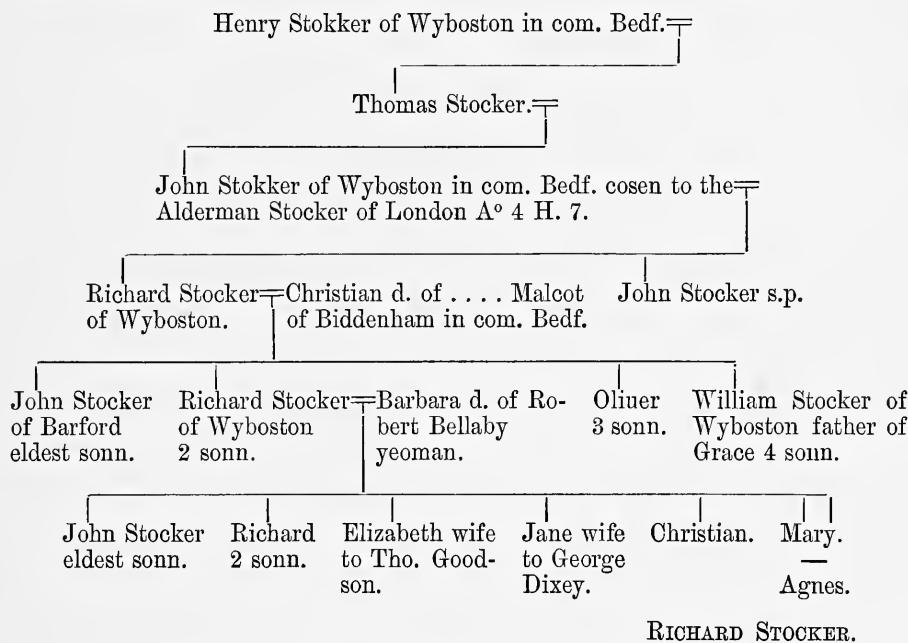 Henry Stokker of Wyboston in com. Bedf.
Thomas Stocker.
John Stokker of Wyboston in com. Bedf. cosen to the
Alderman Stocker of London Aº 4 H. 7.
Richard Stocker
of Wyboston.
Christian d. of .... Malcot
of Biddenham in com. Bedf.
John Stocker s.p.
John Stocker
of Barford
eldest sonn.
Richard Stocker
of Wyboston
2 sonn.
Barbara d. of Ro-
bert Bellaby
yeoman.
Oliuer
3 sonn.
William Stocker of
Wyboston father of
Grace 4 sonn.
John Stocker
eldest sonn.
Richard
2 sonn.
Elizabeth wife
to Tho. Good-
son.
Jane wife
to George
Dixey.
Christian.
Mary.
—
Agnes.
RICHARD STOCKER.